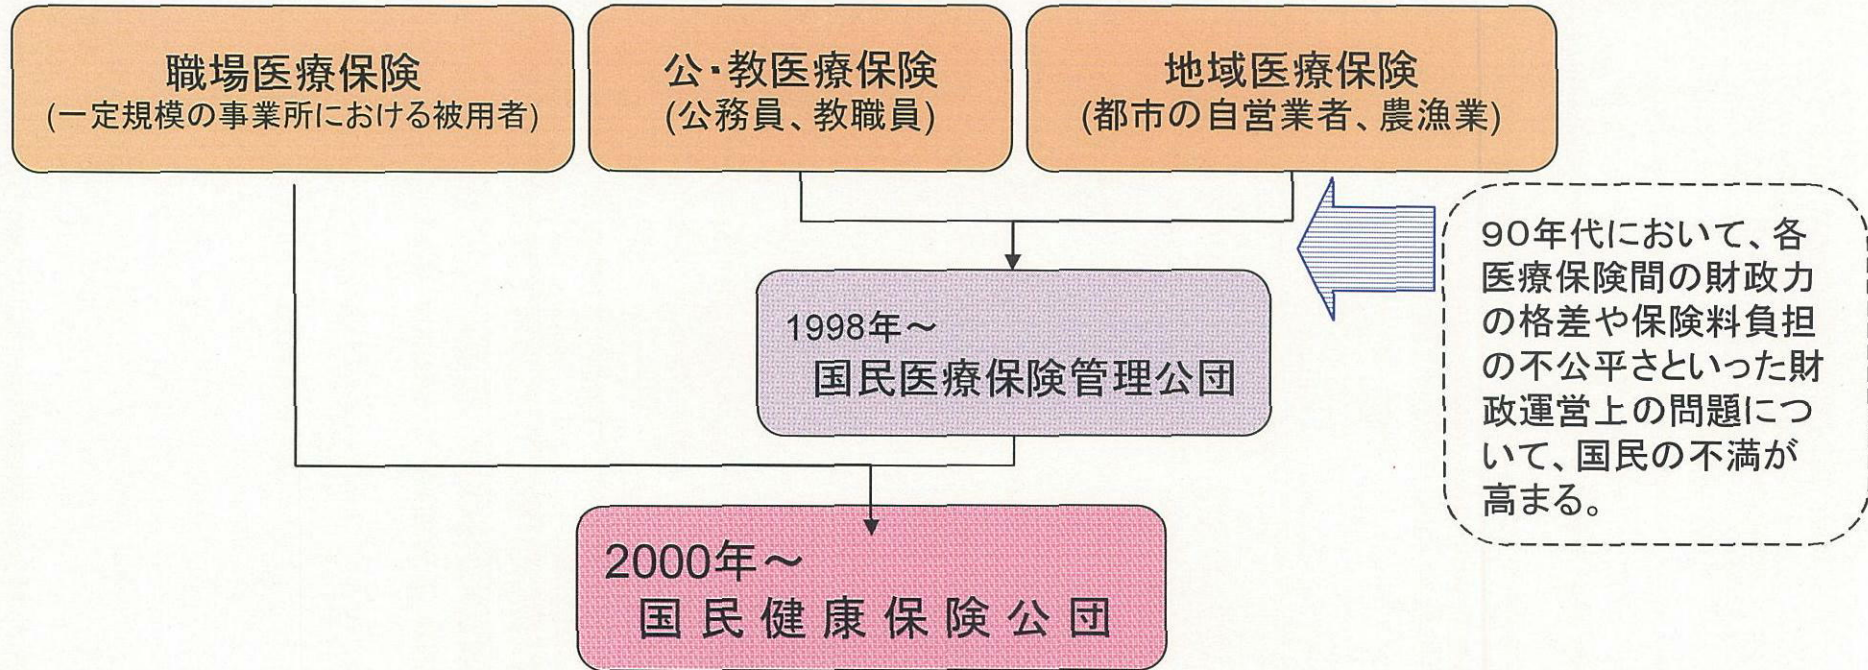 職場医療保険
(一定規模の事業所における被用者)
公・教医療保険
(公務員、教職員)
地域医療保険
(都市の自営業者、農漁業)
90年代において、各
医療保険間の財政力
の格差や保険料負担
の不公平さといった財
政運営上の問題につ
いて、国民の不満が
高まる。
1998年～
国民医療保険管理公団
2000年～
国民健康保険公団